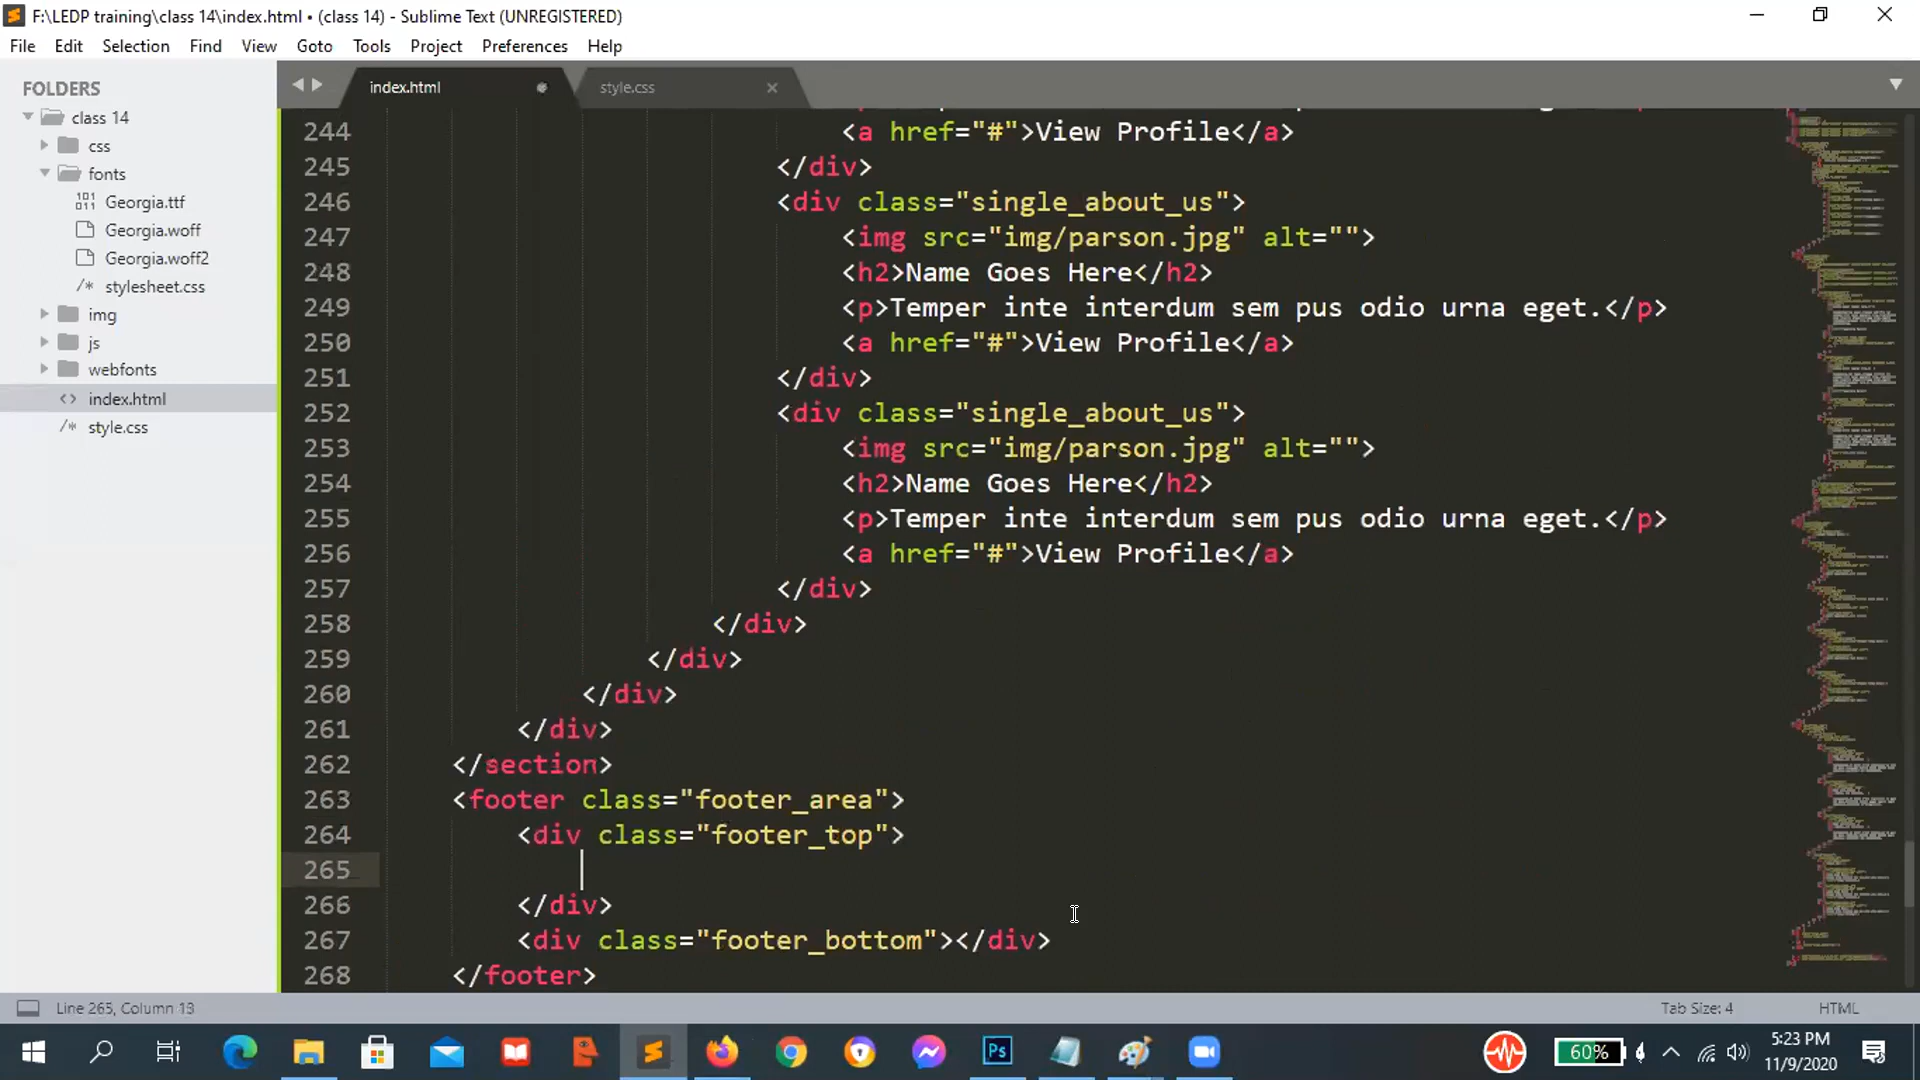 F:\LEDP training\class 14\index.html • (class 14) - Sublime Text (UNREGISTERED)
File Edit Selection Find View Goto Tools Project Preferences Help
FOLDERS
class 14
css
fonts
Georgia.ttf
Georgia.woff
Georgia.woff2
/* stylesheet.css
img
js
webfonts
<> index.html
/* style.css
index.html
style.css
244 <a href="#">View Profile</a>
245 </div>
246 <div class="single_about_us">
247 <img src="img/parson.jpg" alt="">
248 <h2>Name Goes Here</h2>
249 <p>Temper inte interdum sem pus odio urna eget.</p>
250 <a href="#">View Profile</a>
251 </div>
252 <div class="single_about_us">
253 <img src="img/parson.jpg" alt="">
254 <h2>Name Goes Here</h2>
255 <p>Temper inte interdum sem pus odio urna eget.</p>
256 <a href="#">View Profile</a>
257 </div>
258 </div>
259 </div>
260 </div>
261 </div>
262 </section>
263 <footer class="footer_area">
264 <div class="footer_top">
265
266 </div>
267 <div class="footer_bottom"></div>
268 </footer>
Line 265, Column 13
Tab Size: 4
HTML
Ps
60%
5:23 PM
11/9/2020